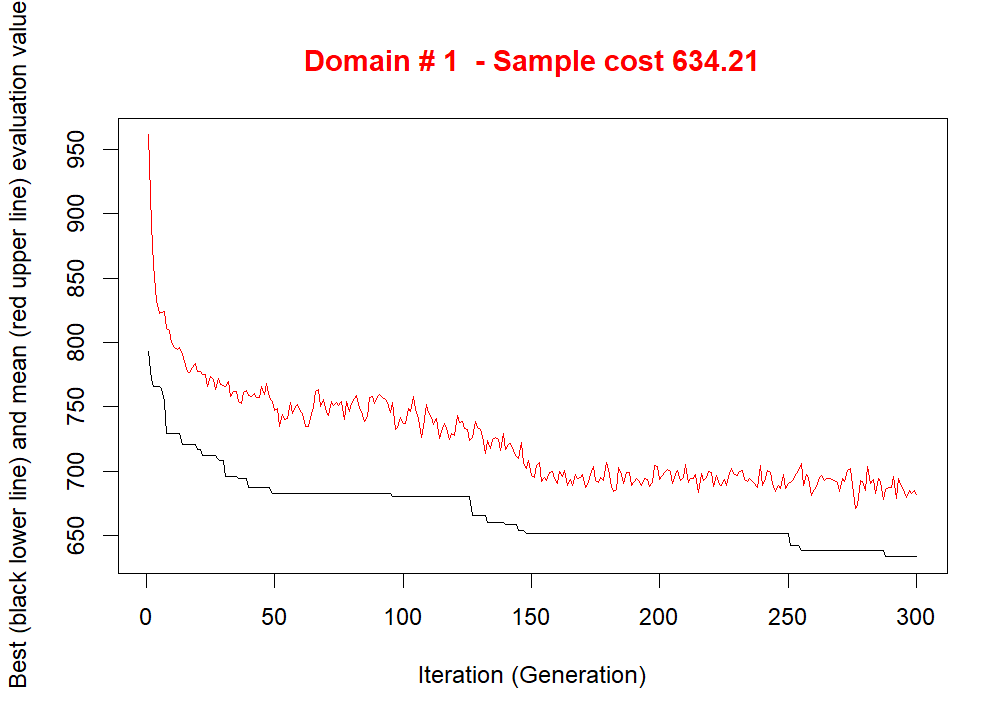 Domain # 1  - Sample cost 634.21
Best (black lower line) and mean (red upper line) evaluation value
950
900
850
800
750
700
650
0 50 100 150 200 250 300
Iteration (Generation)